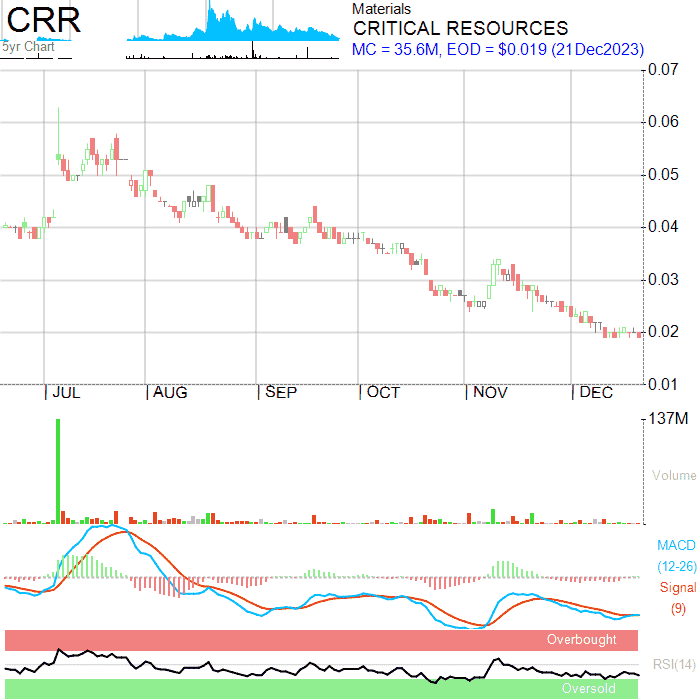 CRR
5yr Chart
Materials
CRITICAL RESOURCES
MC = 35.6M, EOD = $0.019 (21Dec2023)
0.07
0.06
0.05
0.04
0.03
0.02
0.01
JUL AUG SEP OCT NOV DEC
137M
Volume
MACD
(12-26)
Signal
(9)
Overbought
RSI(14)
Oversold